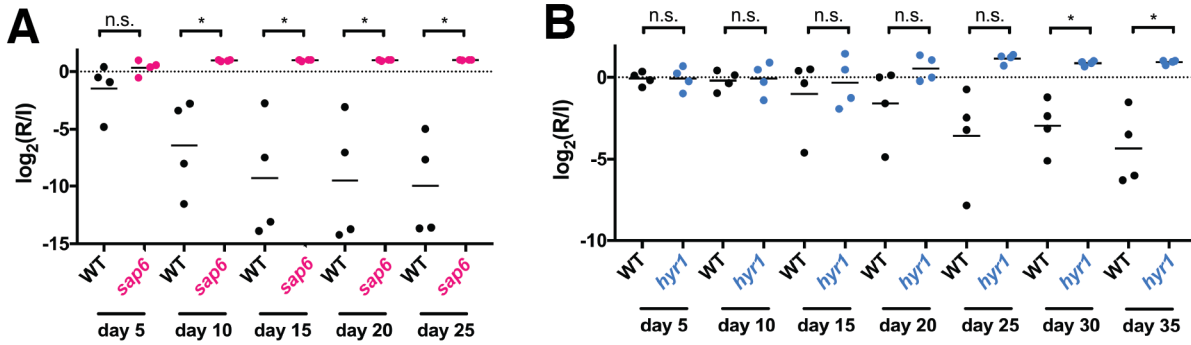 A
n.s. * * * *
log2(R/I)
0
-5
-10
-15
WT sap6 WT sap6 WT sap6 WT sap6 WT sap6
day 5 day 10 day 15 day 20 day 25
B
n.s. n.s. n.s. n.s. n.s. * *
log2(R/I)
0
-5
-10
WT hyr1 WT hyr1 WT hyr1 WT hyr1 WT hyr1 WT hyr1 WT hyr1
day 5 day 10 day 15 day 20 day 25 day 30 day 35